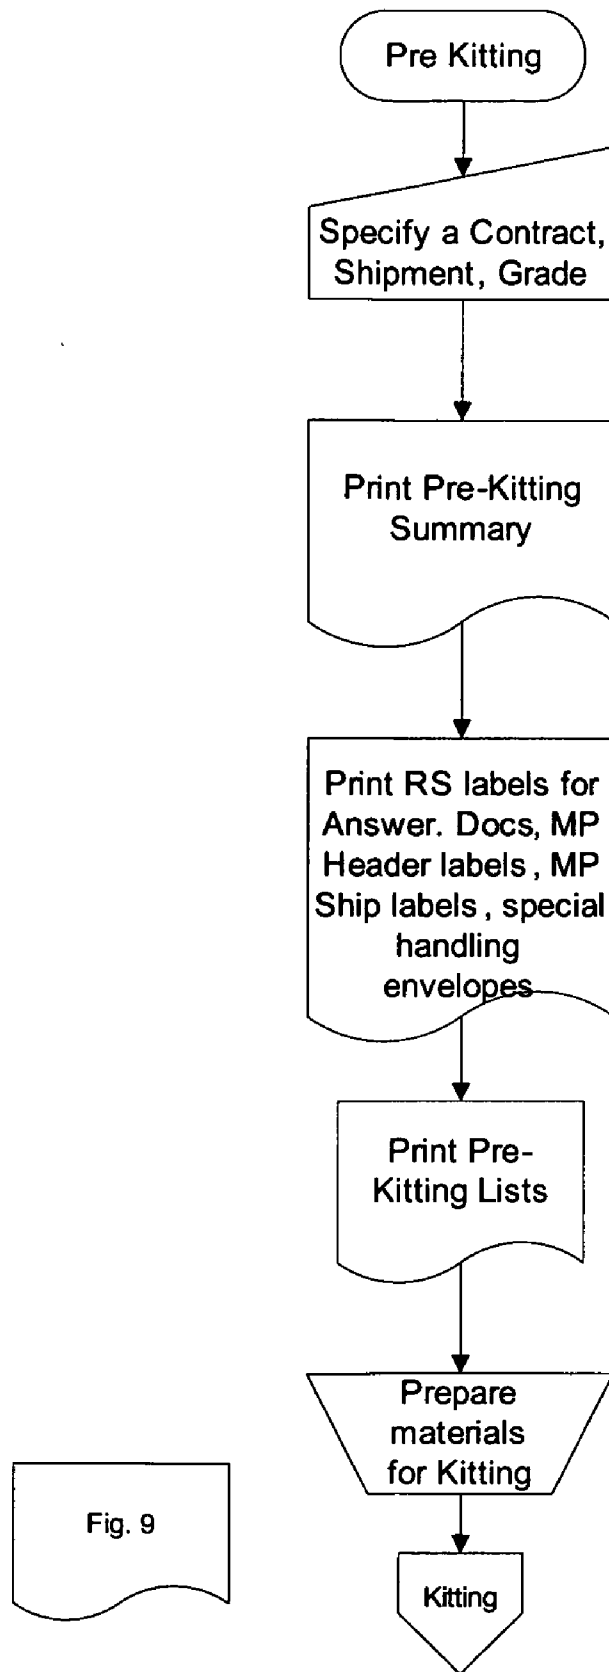 Pre Kitting
Specify a Contract,
Shipment, Grade
Print Pre-Kitting
Summary
Print RS labels for
Answer. Docs, MP
Header labels, MP
Ship labels, special
handling
envelopes
Print Pre-
Kitting Lists
Prepare
materials
for Kitting
Fig. 9
Kitting